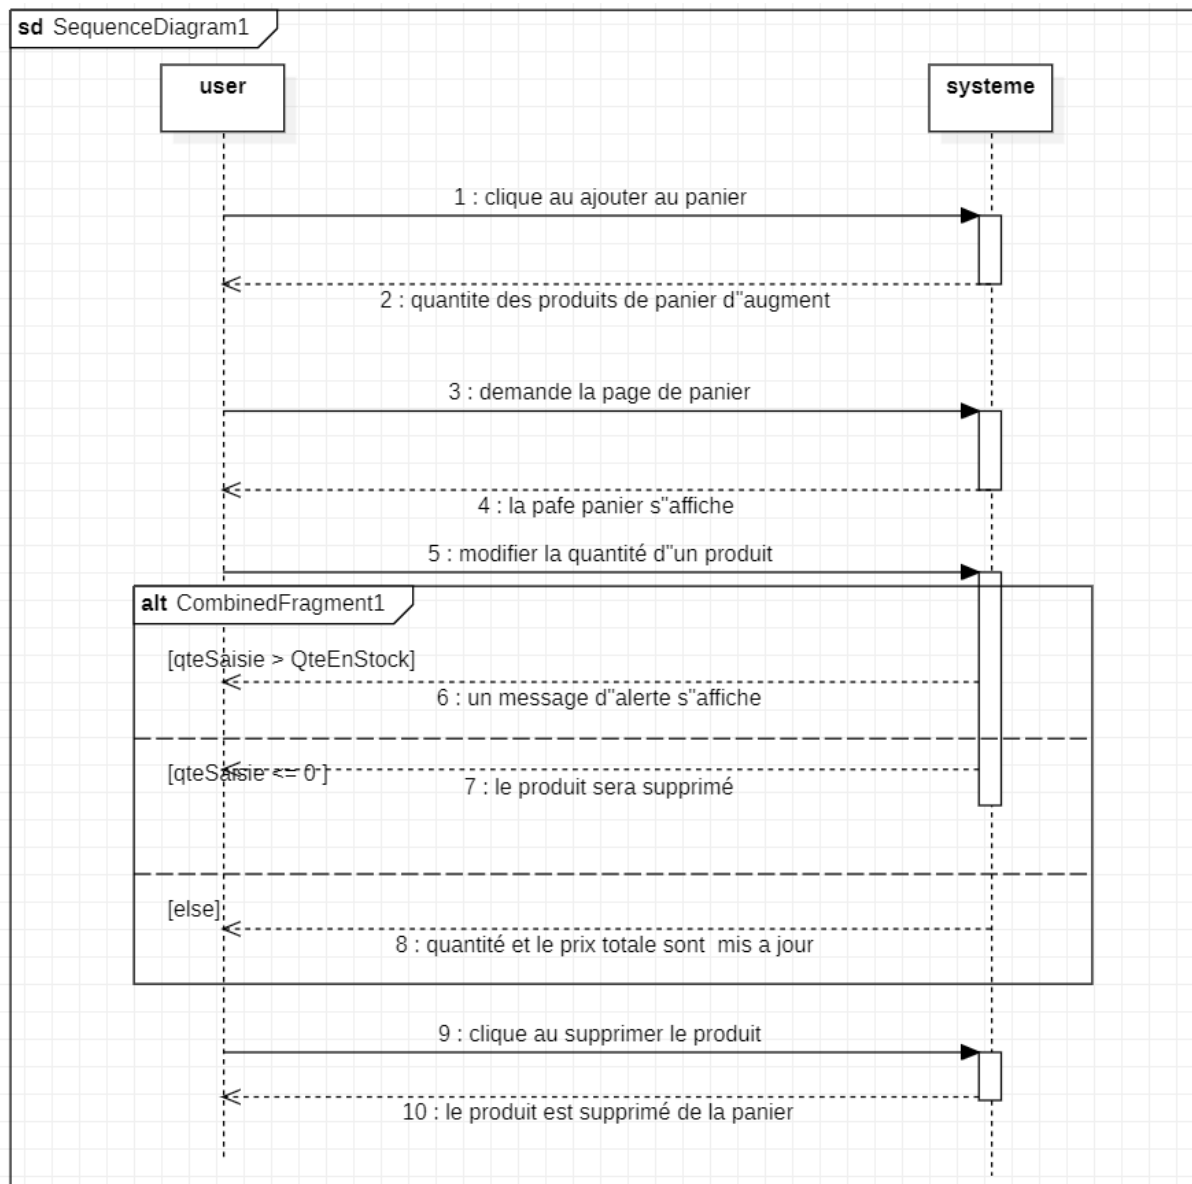 sd SequenceDiagram1
user
systeme
1 : clique au ajouter au panier
2 : quantite des produits de panier d"augment
3 : demande la page de panier
4 : la pafe panier s"affiche
5 : modifier la quantité d"un produit
alt CombinedFragment1
[qteSaisie > QteEnStock]
6 : un message d"alerte s"affiche
[qteSaisie <= 0 ]
7 : le produit sera supprimé
[else]
8 : quantité et le prix totale sont  mis a jour
9 : clique au supprimer le produit
10 : le produit est supprimé de la panier